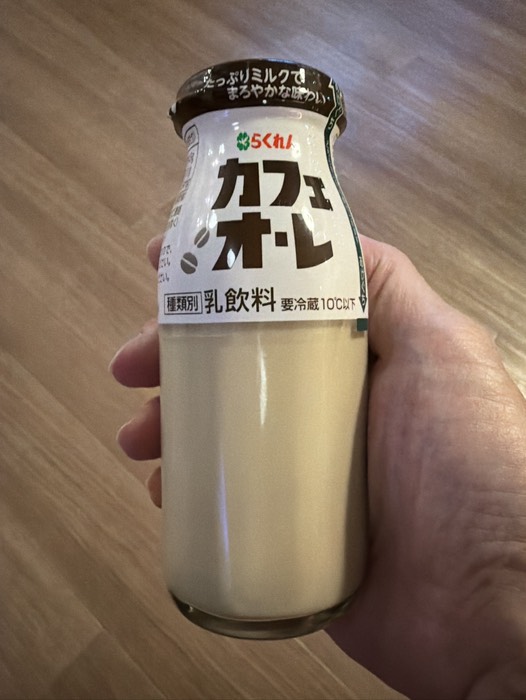 たっぷりミルクで
まろやかな味わい
らくれん
カフェ
オ・レ
種類別 乳飲料 要冷蔵10℃以下